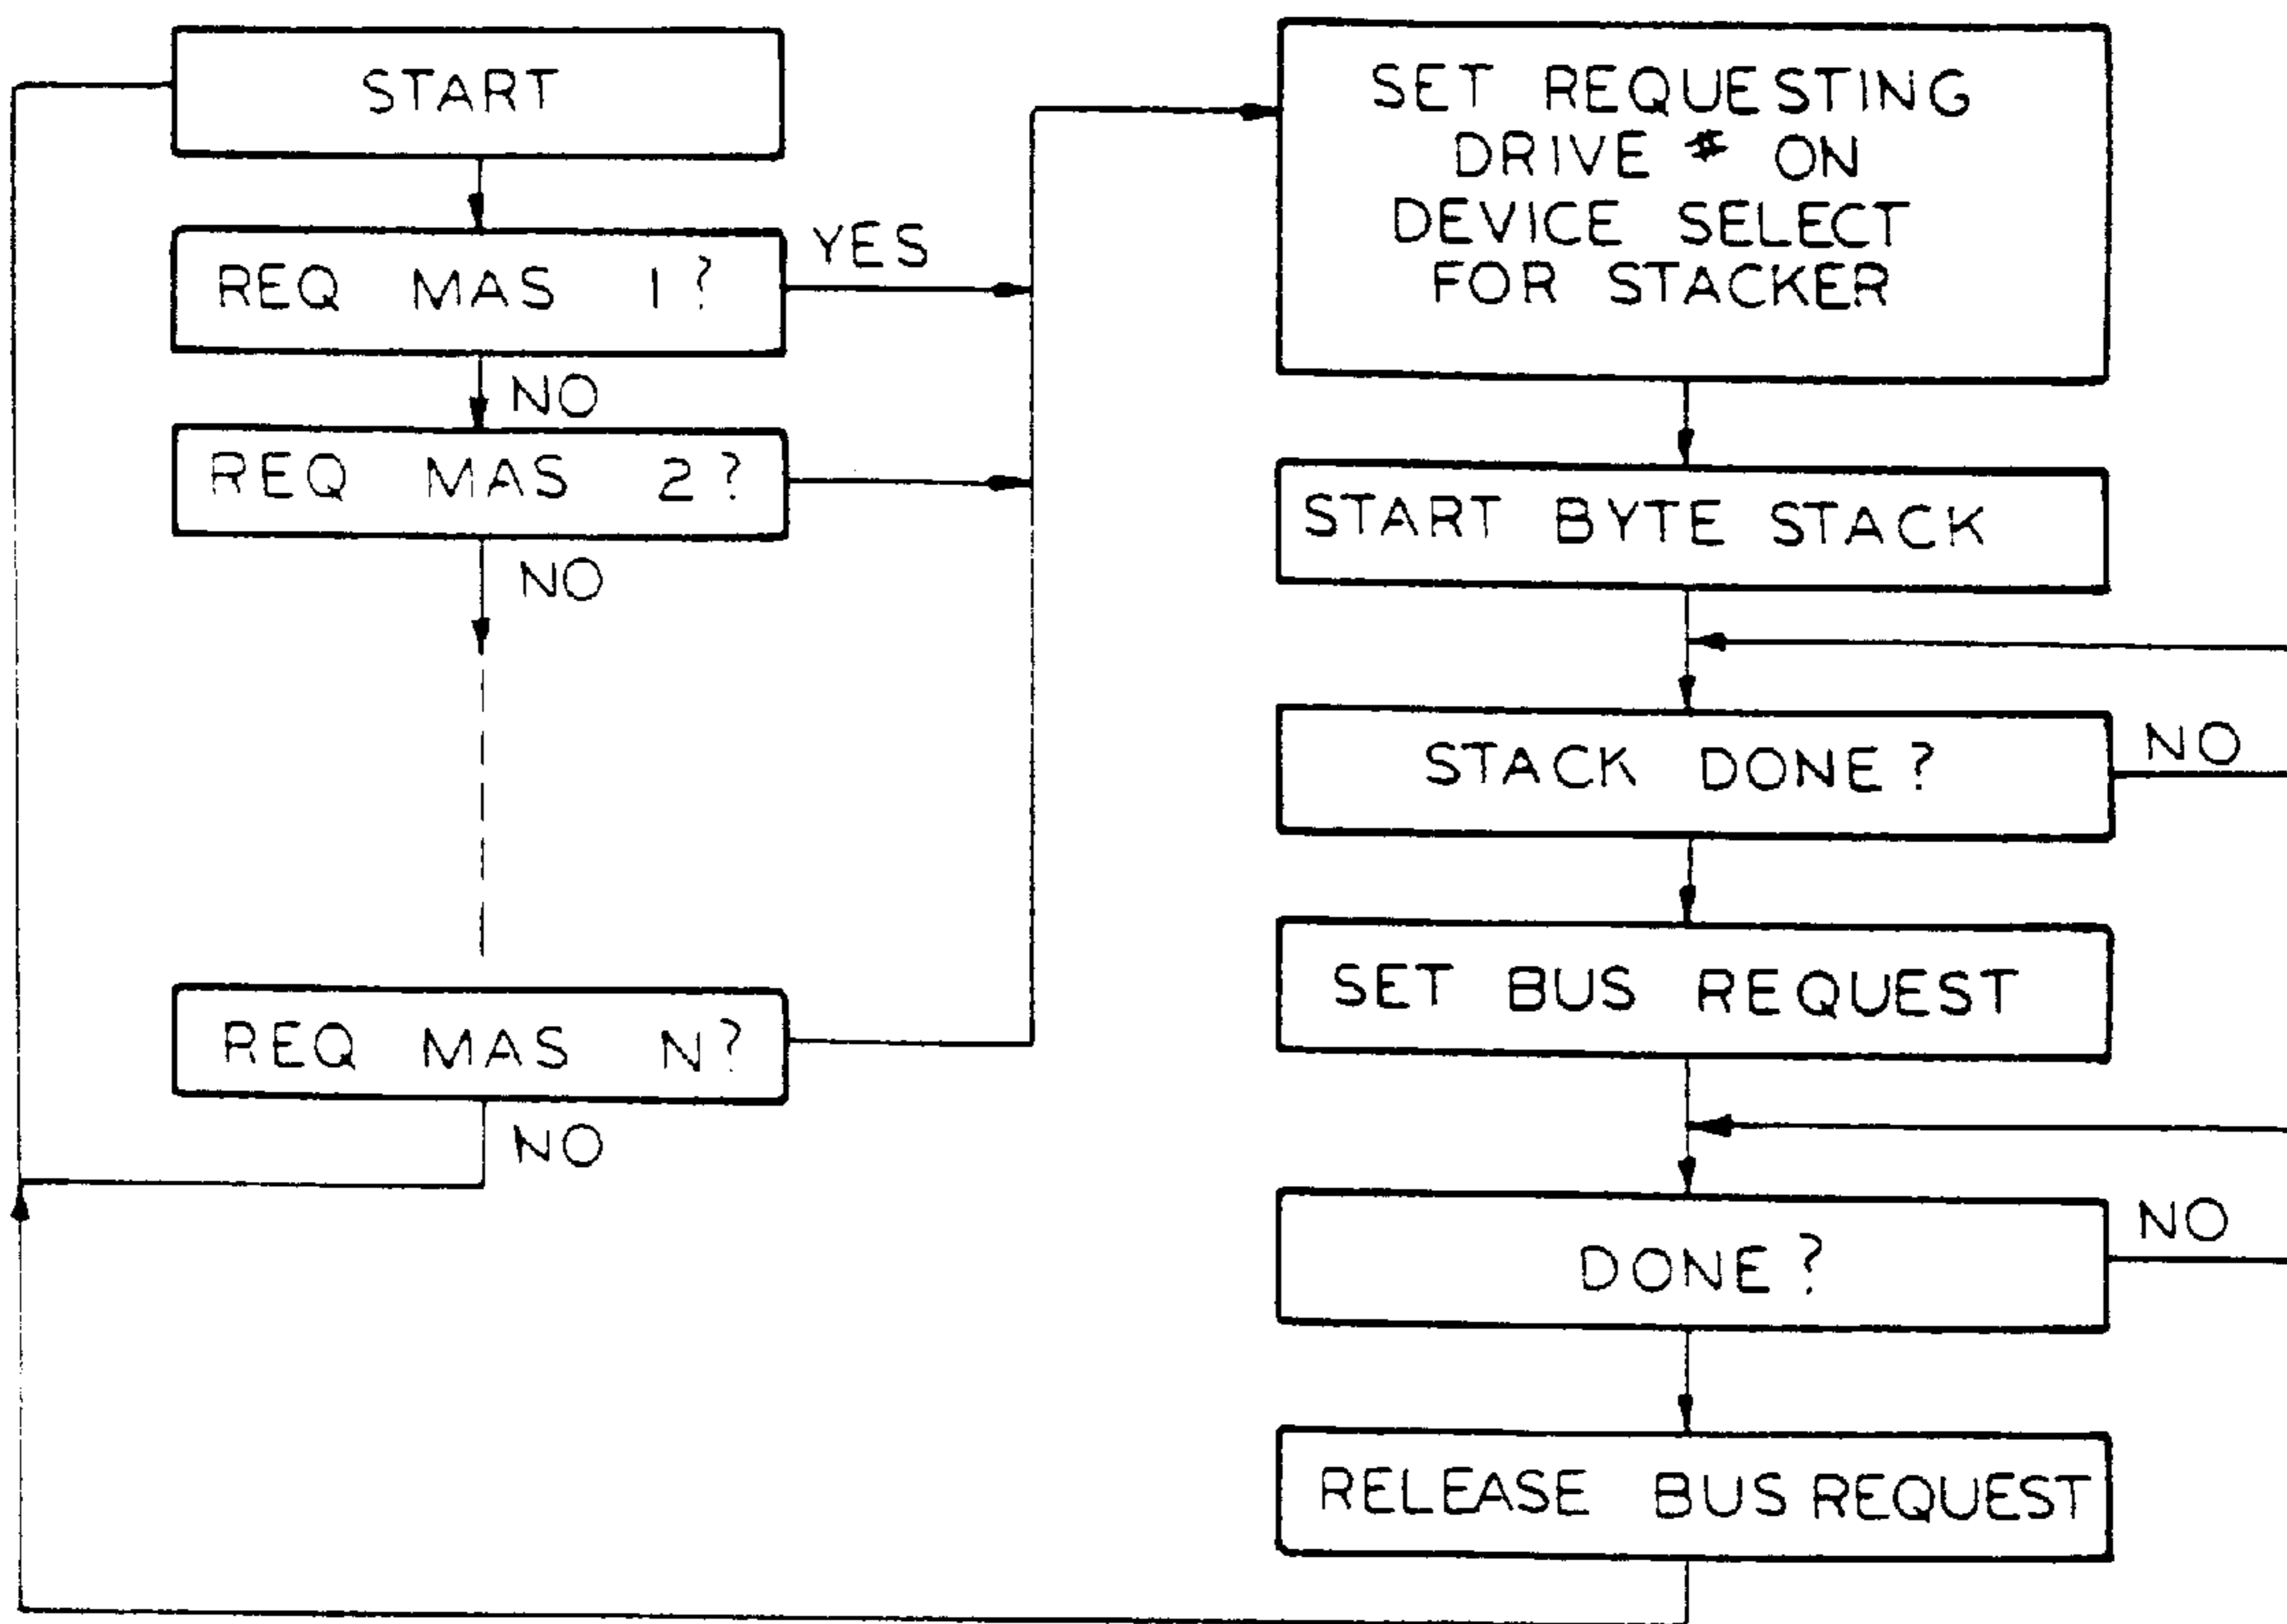 START
REQ MAS 1?
YES
NO
REQ MAS 2?
NO
REQ MAS N?
NO
SET REQUESTING
DRIVE # ON
DEVICE SELECT
FOR STACKER
START BYTE STACK
STACK DONE?
NO
SET BUS REQUEST
DONE?
NO
RELEASE BUS REQUEST